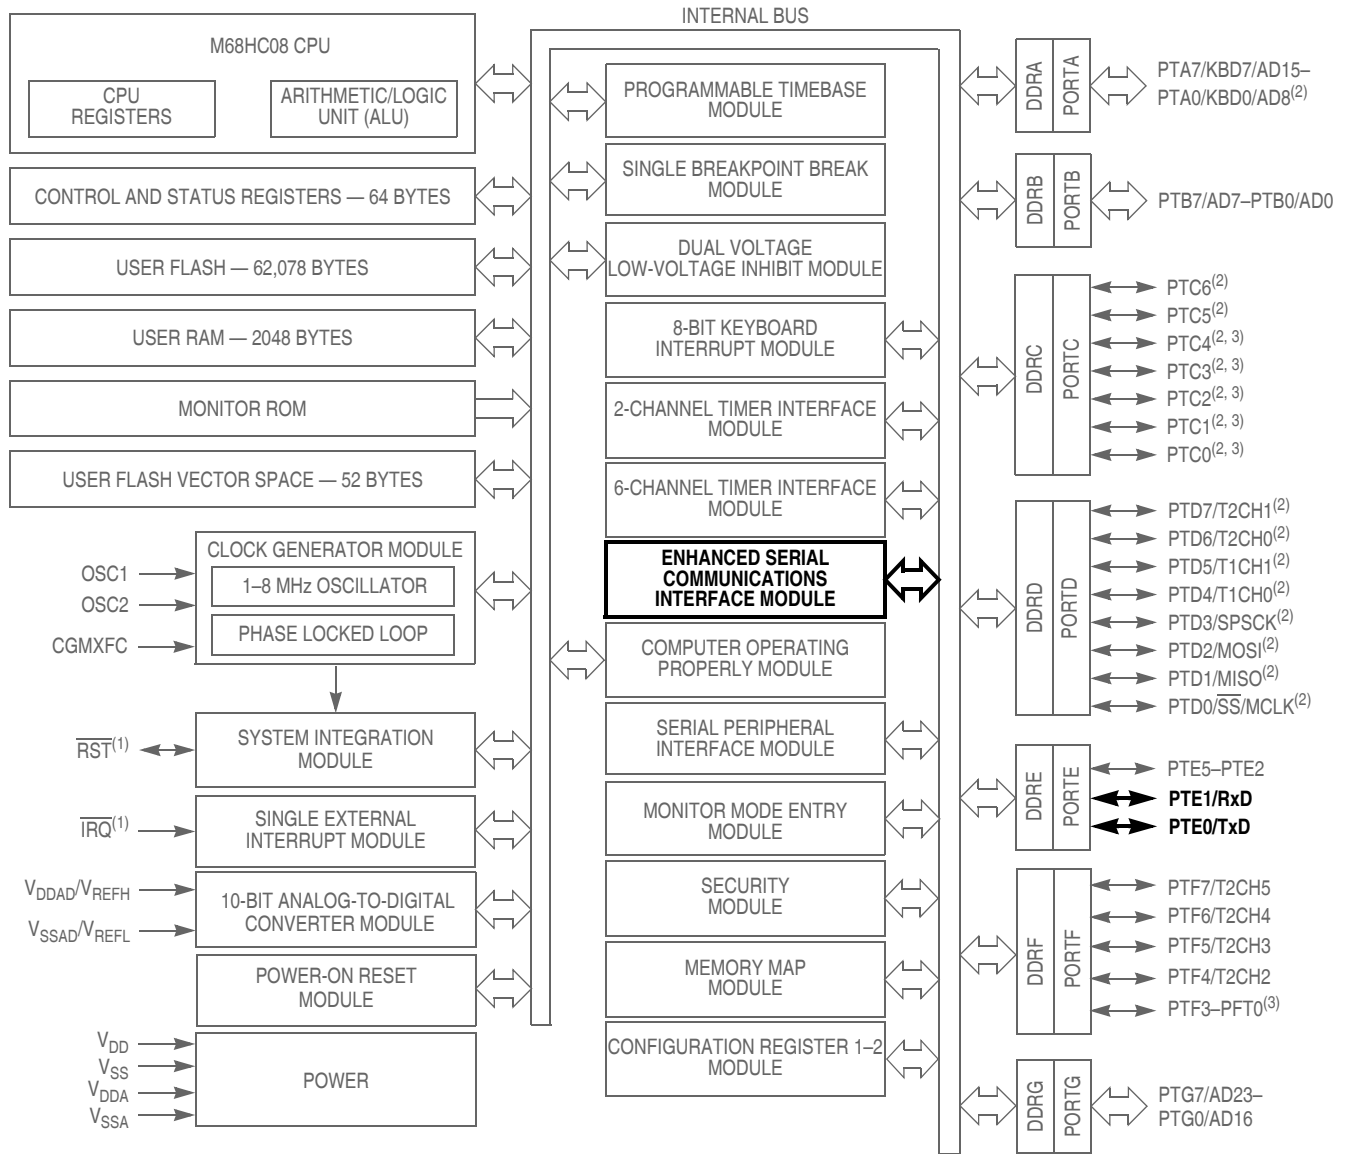 INTERNAL BUS
M68HC08 CPU
CPU
REGISTERS
ARITHMETIC/LOGIC
UNIT (ALU)
CONTROL AND STATUS REGISTERS — 64 BYTES
USER FLASH — 62,078 BYTES
USER RAM — 2048 BYTES
MONITOR ROM
USER FLASH VECTOR SPACE — 52 BYTES
CLOCK GENERATOR MODULE
1–8 MHz OSCILLATOR
PHASE LOCKED LOOP
OSC1
OSC2
CGMXFC
SYSTEM INTEGRATION
MODULE
RST(1)
SINGLE EXTERNAL
INTERRUPT MODULE
IRQ(1)
10-BIT ANALOG-TO-DIGITAL
CONVERTER MODULE
VDDAD/VREFH
VSSAD/VREFL
POWER-ON RESET
MODULE
POWER
VDD
VSS
VDDA
VSSA
PROGRAMMABLE TIMEBASE
MODULE
SINGLE BREAKPOINT BREAK
MODULE
DUAL VOLTAGE
LOW-VOLTAGE INHIBIT MODULE
8-BIT KEYBOARD
INTERRUPT MODULE
2-CHANNEL TIMER INTERFACE
MODULE
6-CHANNEL TIMER INTERFACE
MODULE
ENHANCED SERIAL
COMMUNICATIONS
INTERFACE MODULE
COMPUTER OPERATING
PROPERLY MODULE
SERIAL PERIPHERAL
INTERFACE MODULE
MONITOR MODE ENTRY
MODULE
SECURITY
MODULE
MEMORY MAP
MODULE
CONFIGURATION REGISTER 1–2
MODULE
DDRA
PORTA
PTA7/KBD7/AD15–
PTA0/KBD0/AD8(2)
DDRB
PORTB
PTB7/AD7–PTB0/AD0
DDRC
PORTC
PTC6(2)
PTC5(2)
PTC4(2, 3)
PTC3(2, 3)
PTC2(2, 3)
PTC1(2, 3)
PTC0(2, 3)
DDRD
PORTD
PTD7/T2CH1(2)
PTD6/T2CH0(2)
PTD5/T1CH1(2)
PTD4/T1CH0(2)
PTD3/SPSCK(2)
PTD2/MOSI(2)
PTD1/MISO(2)
PTD0/SS/MCLK(2)
DDRE
PORTE
PTE5–PTE2
PTE1/RxD
PTE0/TxD
DDRF
PORTF
PTF7/T2CH5
PTF6/T2CH4
PTF5/T2CH3
PTF4/T2CH2
PTF3–PFT0(3)
DDRG
PORTG
PTG7/AD23–
PTG0/AD16